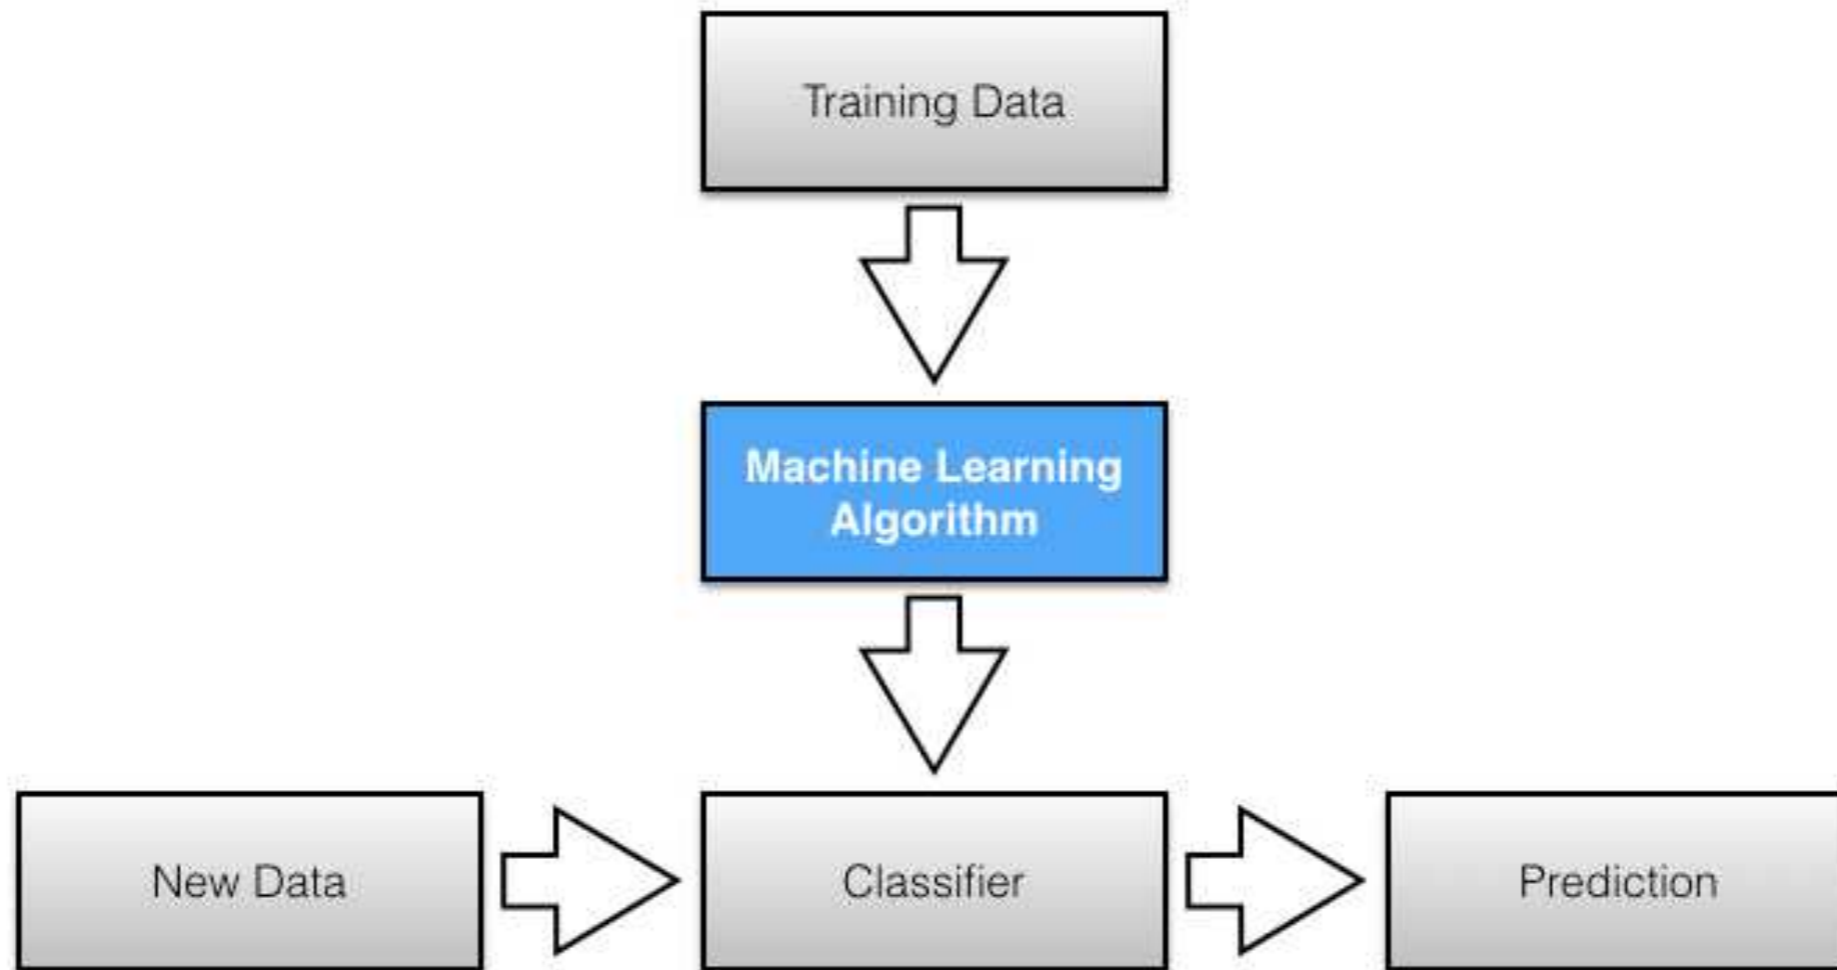 Training Data
Machine Learning
Algorithm
New Data
Classifier
Prediction